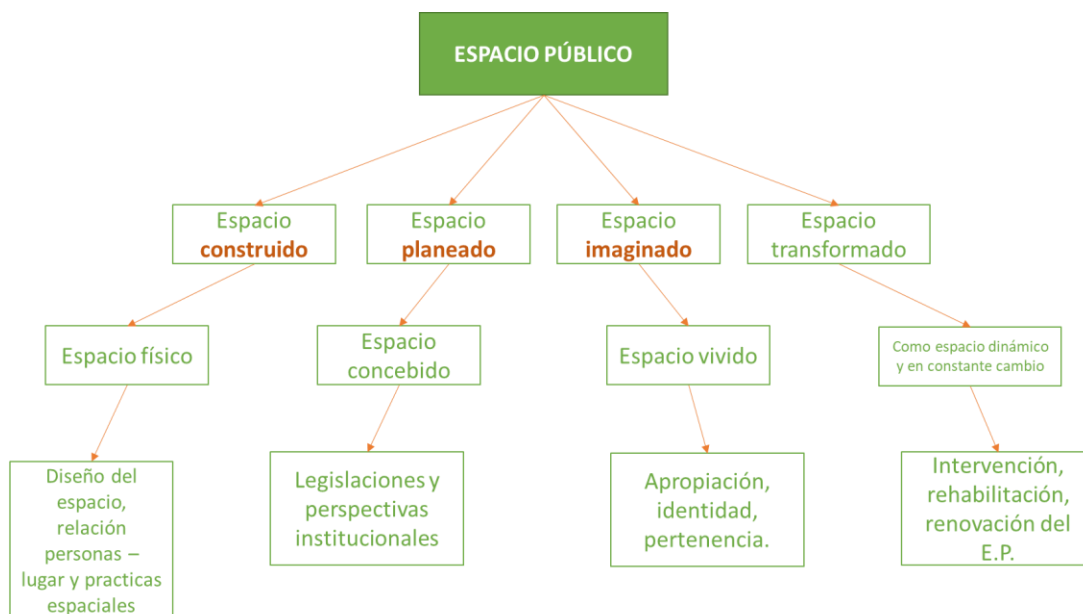 ESPACIO PÚBLICO
Espacio
construido
Espacio
planeado
Espacio
imaginado
Espacio
transformado
Espacio físico
Espacio
concebido
Espacio vivido
Como espacio dinámico
y en constante cambio
Diseño del
espacio,
relación
personas –
lugar y practicas
espaciales
Legislaciones y
perspectivas
institucionales
Apropiación,
identidad,
pertenencia.
Intervención,
rehabilitación,
renovación del
E.P.